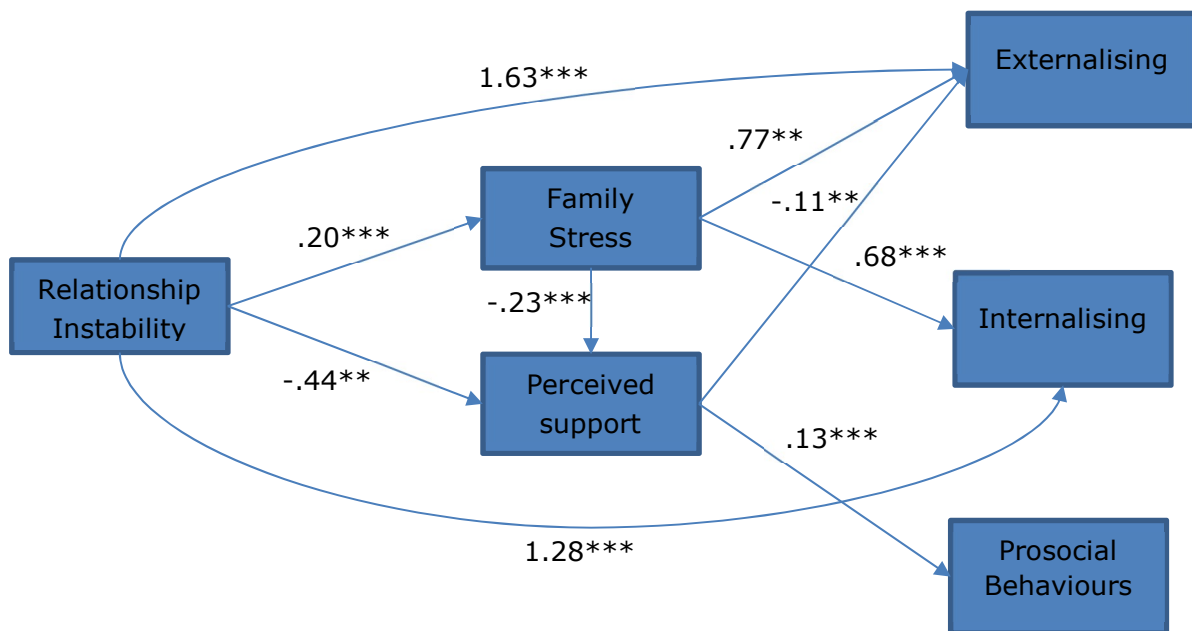 Externalising
1.63***
.77**
Family
Stress
-.11**
.20***
.68***
Relationship
Instability
-.23***
Internalising
-.44**
Perceived
support
.13***
1.28***
Prosocial
Behaviours